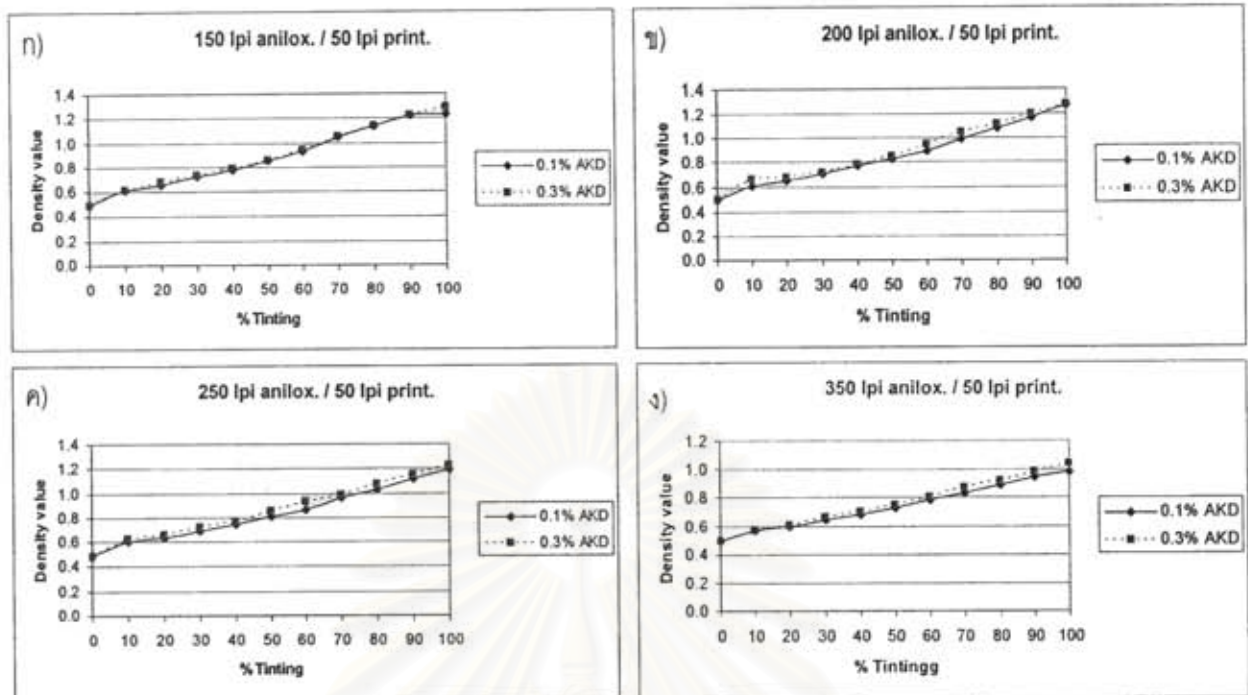 ก)
150 lpi anilox. / 50 lpi print.
Density value
1.4
1.2
1.0
0.8
0.6
0.4
0.2
0.0
0 10 20 30 40 50 60 70 80 90 100
% Tinting
0.1% AKD
0.3% AKD
ข)
200 lpi anilox. / 50 lpi print.
Density value
1.4
1.2
1.0
0.8
0.6
0.4
0.2
0.0
0 10 20 30 40 50 60 70 80 90 100
% Tinting
0.1% AKD
0.3% AKD
ค)
250 lpi anilox. / 50 lpi print.
Density value
1.4
1.2
1.0
0.8
0.6
0.4
0.2
0.0
0 10 20 30 40 50 60 70 80 90 100
% Tinting
0.1% AKD
0.3% AKD
ง)
350 lpi anilox. / 50 lpi print.
Density value
1.2
1.0
0.8
0.6
0.4
0.2
0.0
0 10 20 30 40 50 60 70 80 90 100
% Tintingg
0.1% AKD
0.3% AKD